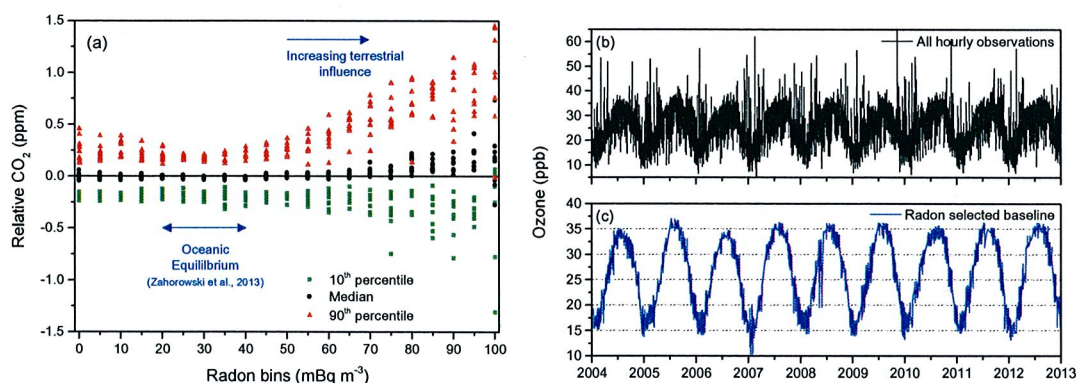 (a)
Increasing terrestrial
influence
Oceanic
Equililbrium
(Zahorowski et al., 2013)
10th percentile
Median
90th percentile
1.5
1.0
0.5
0.0
-0.5
-1.0
-1.5
Relative CO2 (ppm)
0 10 20 30 40 50 60 70 80 90 100
Radon bins (mBq m-3)
(b)
All hourly observations
60
50
40
30
20
10
Ozone (ppb)
(c)
Radon selected baseline
40
35
30
25
20
15
10
2004 2005 2006 2007 2008 2009 2010 2011 2012 2013